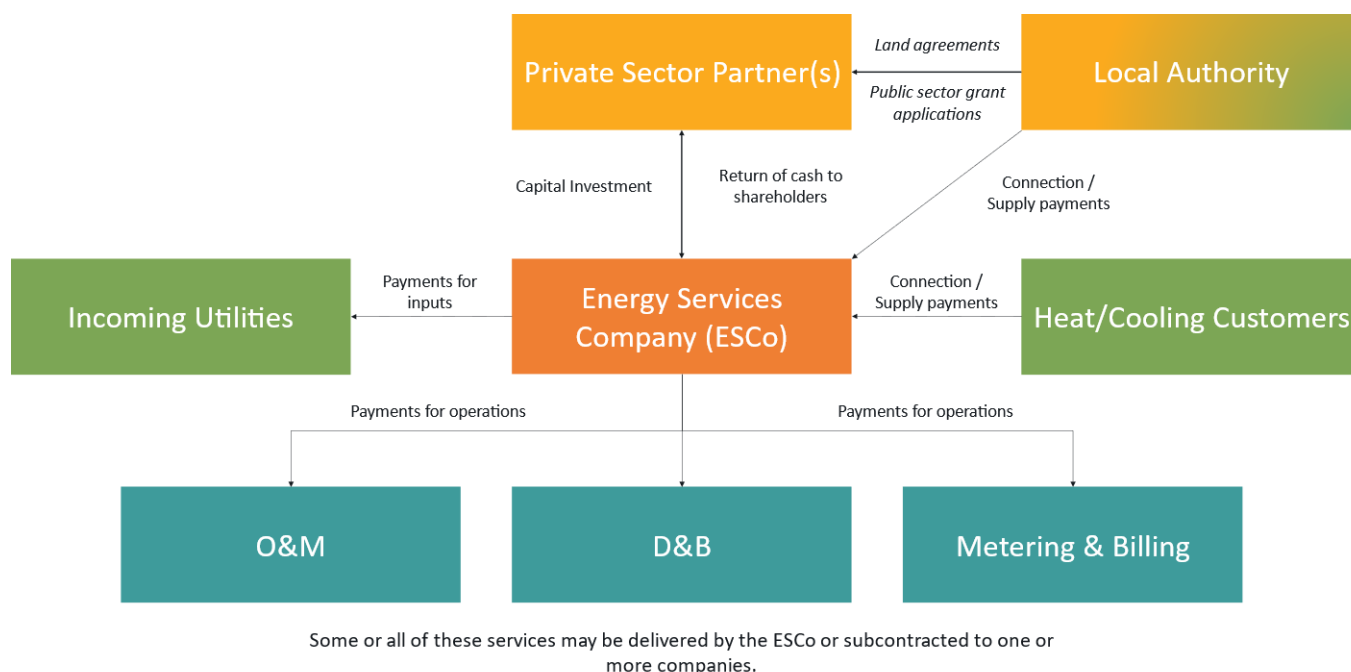 Private Sector Partner(s)
Land agreements
Public sector grant
applications
Local Authority
Capital Investment
Return of cash to
shareholders
Connection /
Supply payments
Incoming Utilities
Payments for
inputs
Energy Services
Company (ESCo)
Connection /
Supply payments
Heat/Cooling Customers
Payments for operations
Payments for operations
O&M
D&B
Metering & Billing
Some or all of these services may be delivered by the ESCo or subcontracted to one or
more companies.